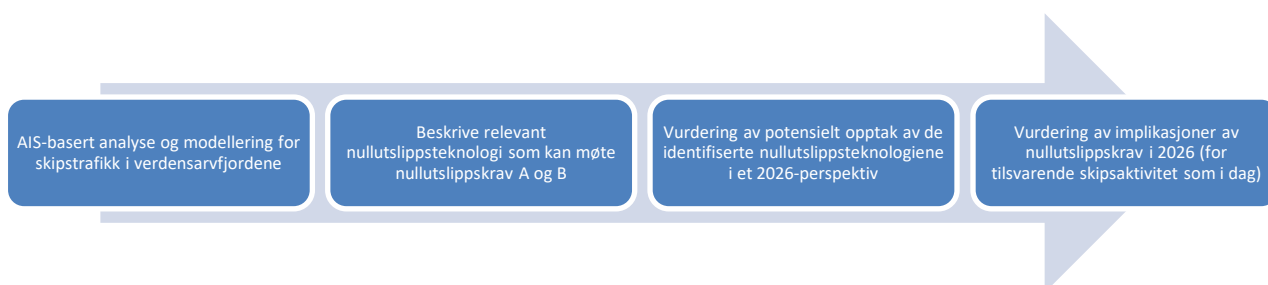 AIS-basert analyse og modellering for
skipstrafikk i verdensarvfjordene
Beskrive relevant
nullutslippsteknologi som kan møte
nullutslippskrav A og B
Vurdering av potensielt opptak av de
identifiserte nullutslippsteknologiene
i et 2026-perspektiv
Vurdering av implikasjoner av
nullutslippskrav i 2026 (for
tilsvarende skipsaktivitet som i dag)